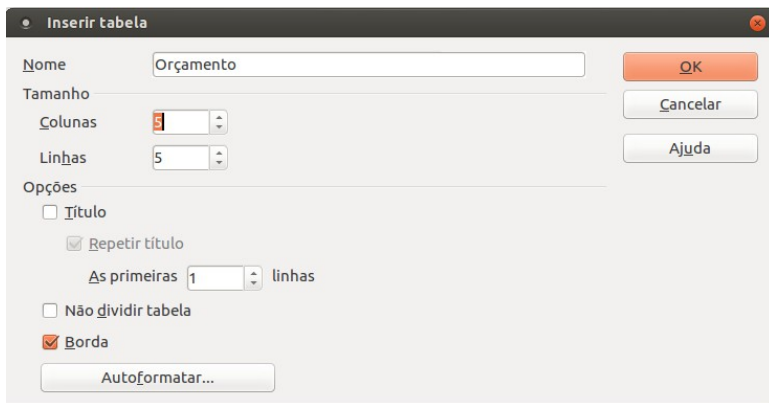 Inserir tabela
Nome Orçamento
OK
Tamanho
Cancelar
Colunas 5
Linhas 5
Ajuda
Opções
Título
Repetir título
As primeiras 1 linhas
Não dividir tabela
Borda
Autoformatar...